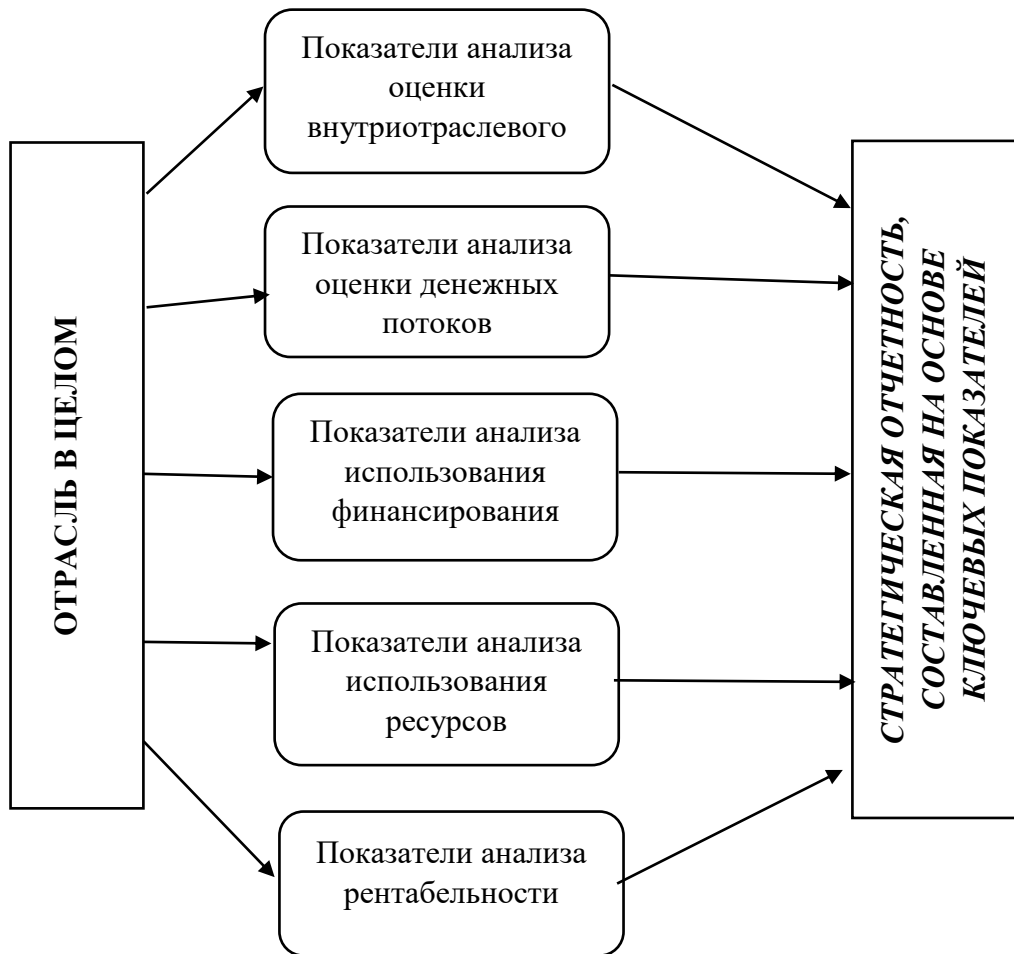 ОТРАСЛЬ В ЦЕЛОМ
Показатели анализа
оценки
внутриотраслевого
Показатели анализа
оценки денежных
потоков
Показатели анализа
использования
финансирования
Показатели анализа
использования
ресурсов
Показатели анализа
рентабельности
СТРАТЕГИЧЕСКАЯ ОТЧЕТНОСТЬ,
СОСТАВЛЕННАЯ НА ОСНОВЕ
КЛЮЧЕВЫХ ПОКАЗАТЕЛЕЙ